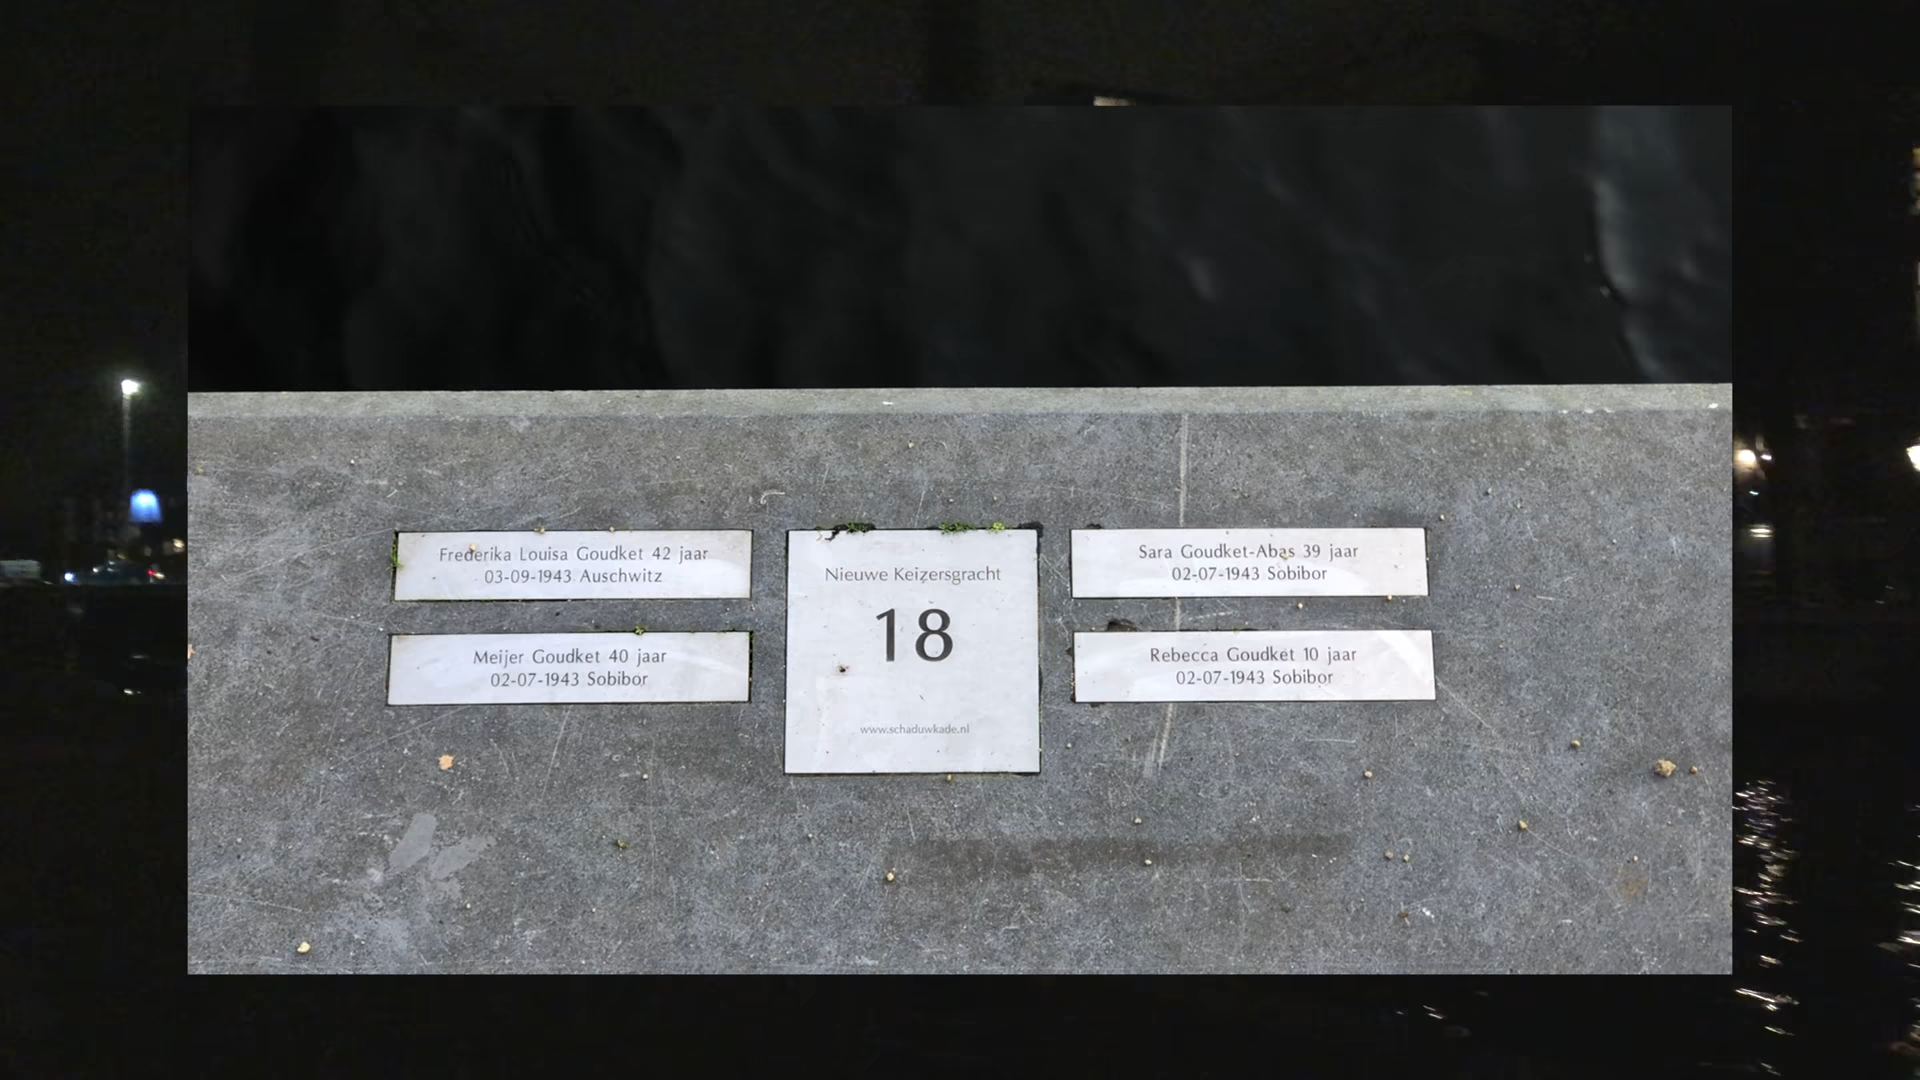 Frederika Louisa Goudket 42 jaar
03-09-1943 Auschwitz
Meijer Goudket 40 jaar
02-07-1943 Sobibor
Nieuwe Keizersgracht
18
www.schaduwkade.nl
Sara Goudket-Abas 39 jaar
02-07-1943 Sobibor
Rebecca Goudket 10 jaar
02-07-1943 Sobibor